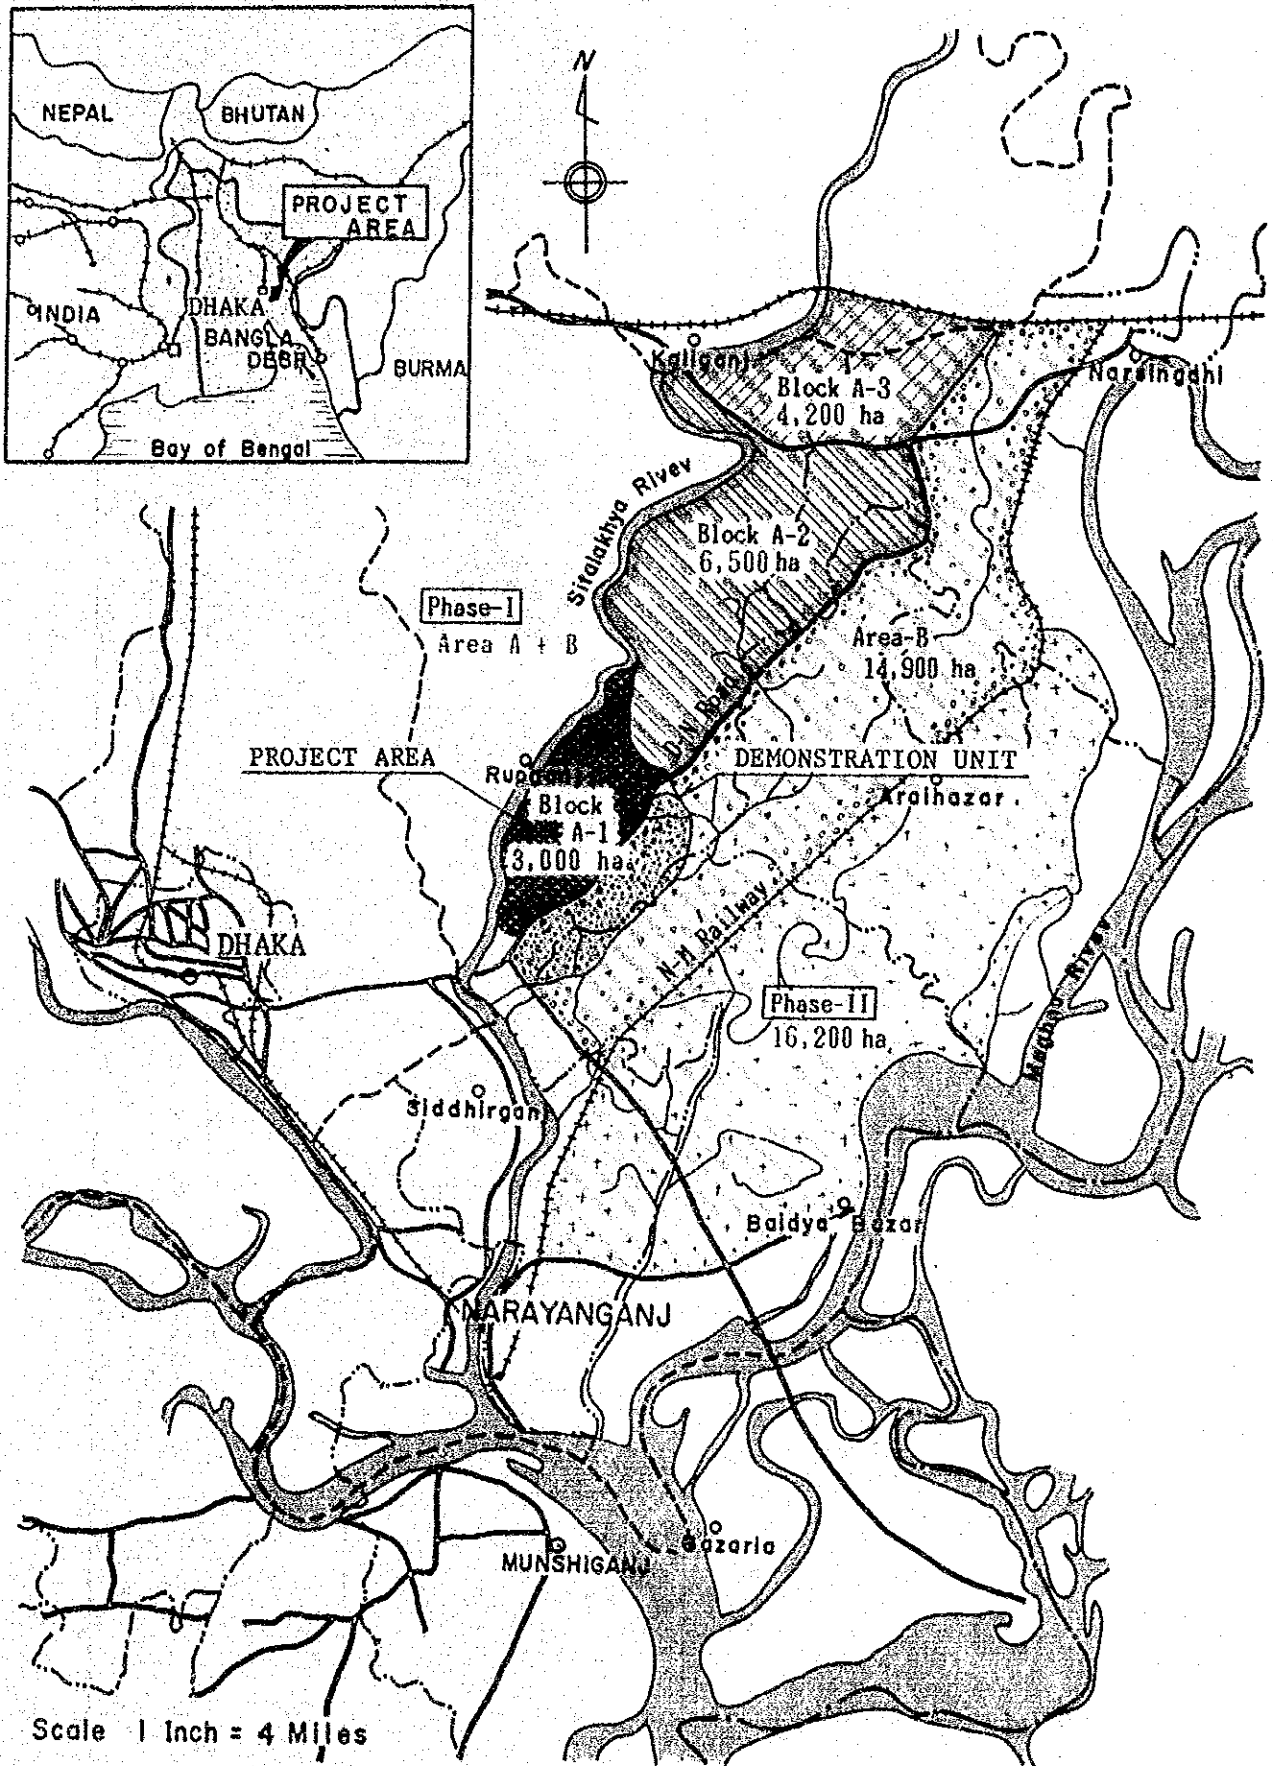 NEPAL
BHUTAN
PROJECT
AREA
INDIA
DHAKA
BANGLA
DESH
BURMA
Bay of Bengal
N
Kaliganj
Narsingdhi
Block A-3
4,200 ha
Sitalakhya Rivev
Block A-2
6,500 ha
Phase-I
Area A + B
Area-B
14,900 ha
D-N Road
PROJECT AREA
DEMONSTRATION UNIT
Block
A-1
3,000 ha
Araihazar
DHAKA
N-M Railway
Phase-II
16,200 ha
Meghna Rivev
Siddhirganj
Baidya Bazar
NARAYANGANJ
Gazaria
MUNSHIGANJ
Scale 1 Inch = 4 Miles